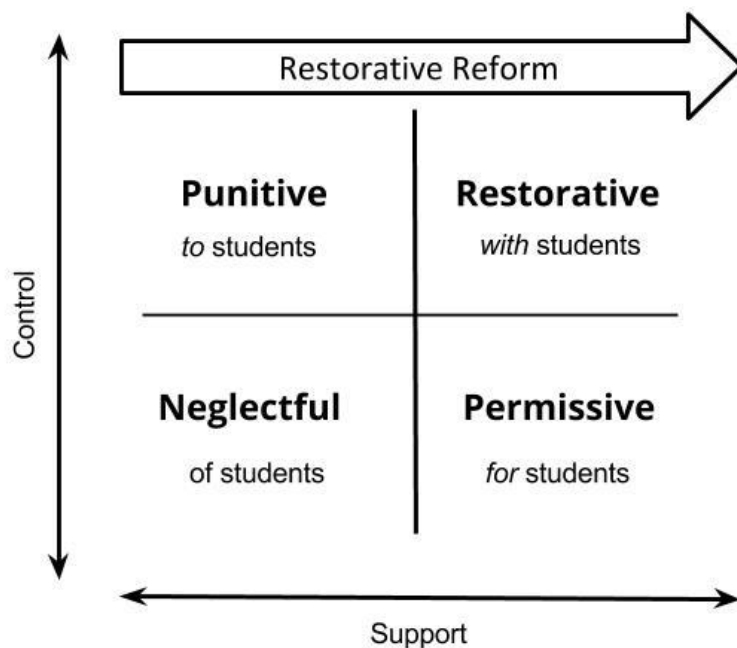 Restorative Reform
Punitive
to students
Restorative
with students
Control
Neglectful
of students
Permissive
for students
Support